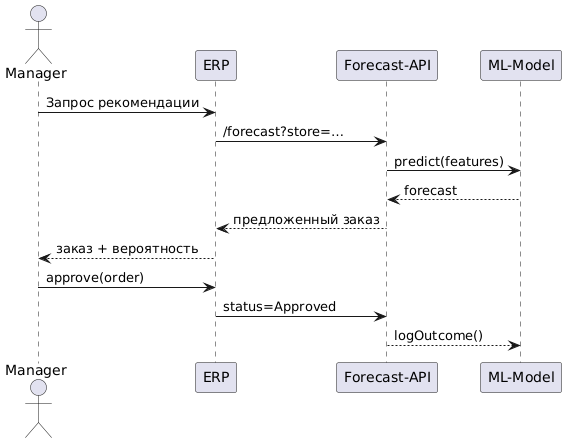 Manager
ERP
Forecast-API
ML-Model
Запрос рекомендации
/forecast?store=...
predict(features)
forecast
предложенный заказ
заказ + вероятность
approve(order)
status=Approved
logOutcome()
Manager
ERP
Forecast-API
ML-Model